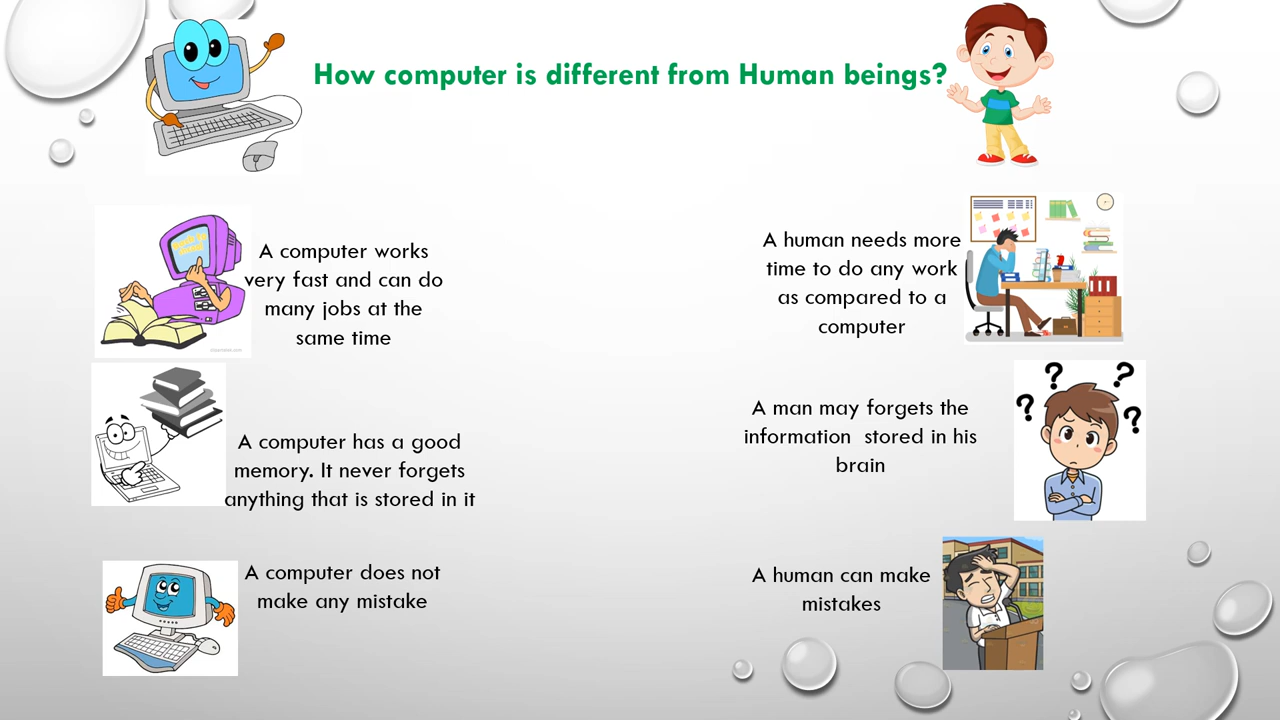 How computer is different from Human beings?
A computer works
very fast and can do
many jobs at the
same time
A human needs more
time to do any work
as compared to a
computer
A computer has a good
memory. It never forgets
anything that is stored in it
A man may forgets the
information stored in his
brain
A computer does not
make any mistake
A human can make
mistakes